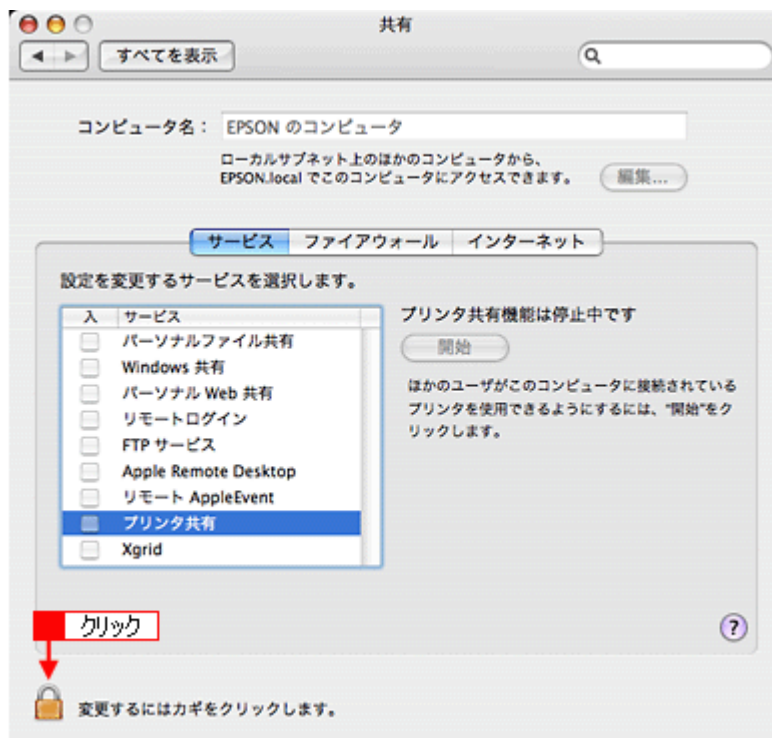 共有
すべてを表示
コンピュータ名： EPSON のコンピュータ
ローカルサブネット上のほかのコンピュータから、
EPSON.local でこのコンピュータにアクセスできます。
編集...
サービス ファイアウォール インターネット
設定を変更するサービスを選択します。
入 サービス
パーソナルファイル共有
Windows 共有
パーソナル Web 共有
リモートログイン
FTP サービス
Apple Remote Desktop
リモート AppleEvent
プリンタ共有
Xgrid
プリンタ共有機能は停止中です
開始
ほかのユーザがこのコンピュータに接続されている
プリンタを使用できるようにするには、“開始”をク
リックします。
クリック
?
変更するにはカギをクリックします。